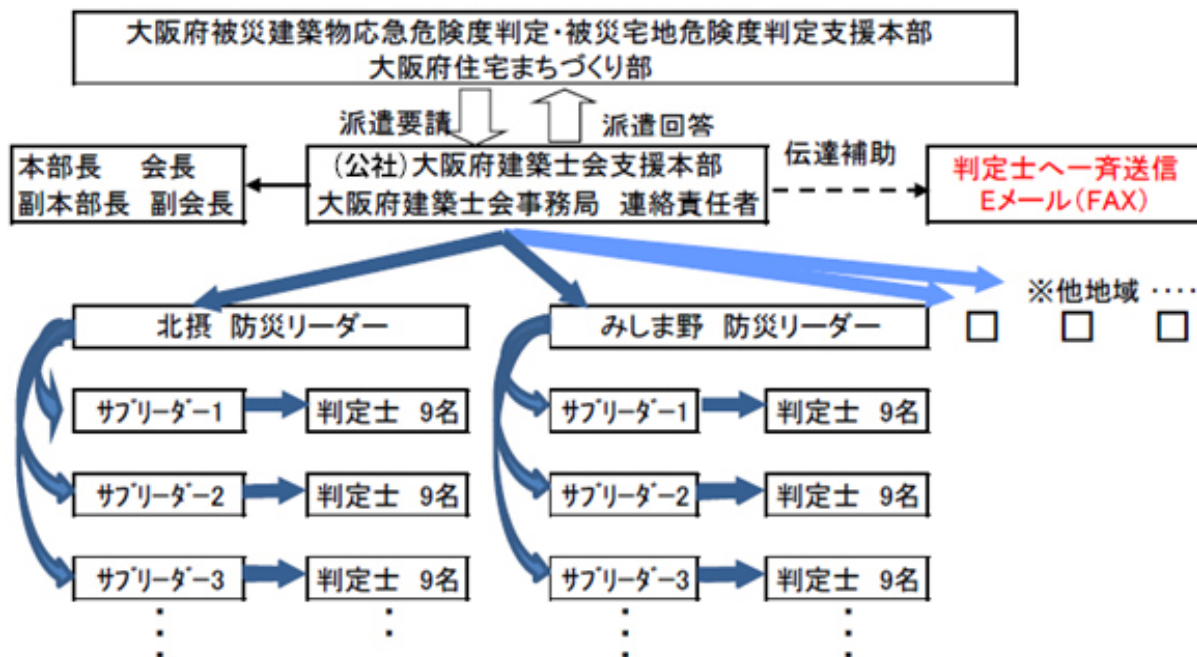 大阪府被災建築物応急危険度判定・被災宅地危険度判定支援本部
大阪府住宅まちづくり部
派遣要請
派遣回答
本部長 会長
副本部長 副会長
(公社)大阪府建築士会支援本部
大阪府建築士会事務局 連絡責任者
伝達補助
判定士へ一斉送信
Eメール(FAX)
※他地域 ‥‥
北摂 防災リーダー
みしま野 防災リーダー
□ □ □
サブリーダー1
判定士 9名
サブリーダー1
判定士 9名
サブリーダー2
判定士 9名
サブリーダー2
判定士 9名
サブリーダー3
判定士 9名
サブリーダー3
判定士 9名